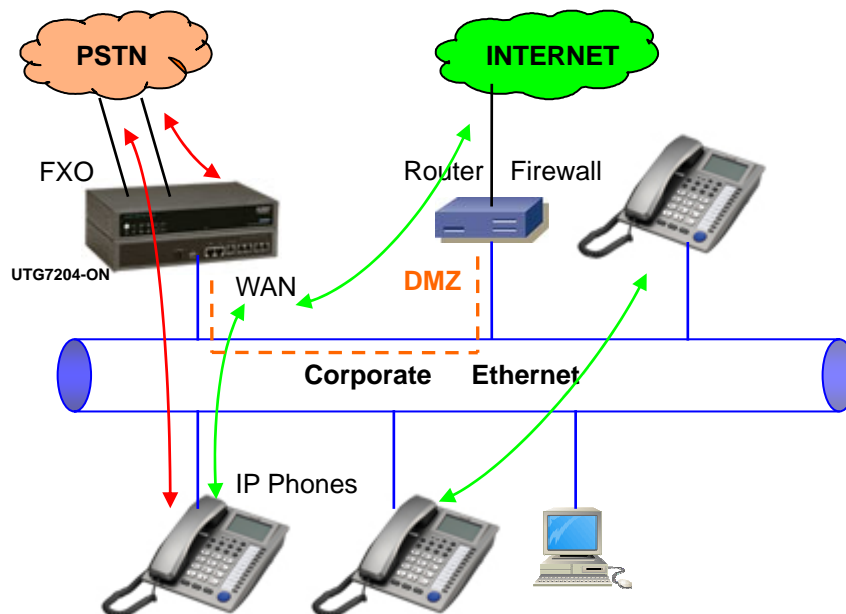 PSTN
INTERNET
FXO
Router
Firewall
UTG7204-ON
WAN
DMZ
Corporate Ethernet
IP Phones